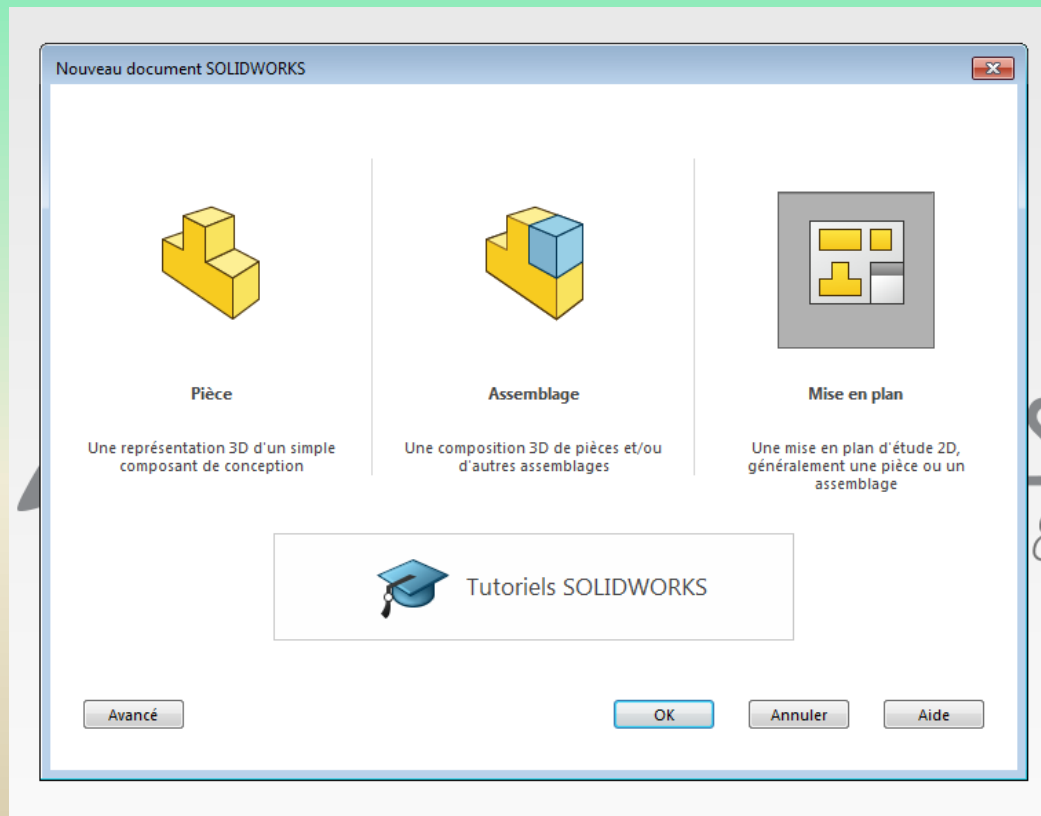 Nouveau document SOLIDWORKS
Pièce
Une représentation 3D d'un simple
composant de conception
Assemblage
Une composition 3D de pièces et/ou
d'autres assemblages
Mise en plan
Une mise en plan d'étude 2D,
généralement une pièce ou un
assemblage
Tutoriels SOLIDWORKS
Avancé
OK
Annuler
Aide